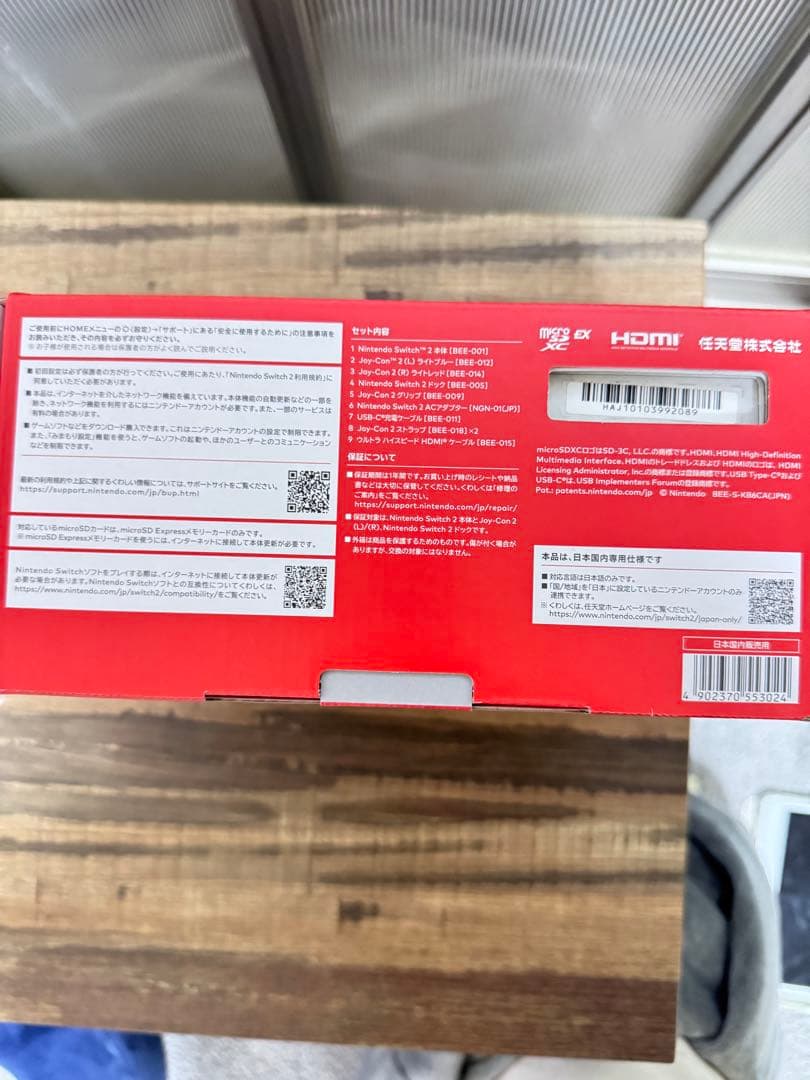 ご使用前にHOMEメニューの(設定)→「サポート」にある「安全に使用するために」の注意事項を
お読みいただき、その内容を必ずお守りください。
※お子様が使用される場合は保護者の方がよく読んでご説明ください。
■ 初回設定は必ず保護者の方が行ってください。ご使用にあたり、「Nintendo Switch 2 利用規約」に
同意していただく必要があります。
■ 本品は、インターネットを介したネットワーク機能を備えています。本体機能の自動更新などの一部を
除き、ネットワーク機能を利用するにはニンテンドーアカウントが必要です。また、一部のサービスは
有料の場合があります。
■ ゲームソフトなどをダウンロード購入できます。ニンテンドーアカウントの設定で制限できま
す。また、「みまもり設定」機能を使うと、ゲームソフトの起動や、ほかのユーザーとのコミュニケーション
などを制限できます。
最新の利用規約や上記に関するくわしい情報については、サポートサイトをご覧ください。
https://support.nintendo.com/jp/bup.html
■対応しているmicroSDカードは、microSD Expressメモリーカードのみです。
※ microSD Expressメモリーカードを使うには、インターネットに接続して本体更新が必要です。
Nintendo Switchソフトをプレイする際は、インターネットに接続して本体更新が
必要な場合があります。Nintendo Switchソフトとの互換性についてくわしくは、
https://www.nintendo.com/jp/switch2/compatibility/をご覧ください。
セット内容
1 Nintendo Switch™ 2 本体 [BEE-001]
2 Joy-Con™ 2 (L) ライトブルー [BEE-012]
3 Joy-Con 2 (R) ライトレッド [BEE-014]
4 Nintendo Switch 2 ドック [BEE-005]
5 Joy-Con 2 グリップ [BEE-009]
6 Nintendo Switch 2 ACアダプター [NGN-01(JP)]
7 USB-C®充電ケーブル [BEE-011]
8 Joy-Con 2 ストラップ [BEE-018] ×2
9 ウルトラ ハイスピード HDMI® ケーブル [BEE-015]
保証について
■ 保証期間は1年間です。お買い上げ時のレシートや納品
書などは大切に保管してください。くわしくは「修理の
ご案内」をご覧ください。
https://support.nintendo.com/jp/repair/
■ 保証対象は、Nintendo Switch 2 本体とJoy-Con 2
(L)/(R)、Nintendo Switch 2 ドックです。
■ 外箱は商品を保護するためのものです。傷が付く場合が
ありますが、交換の対象にはなりません。
micro SD XC EX
HDMI
任天堂株式会社
HAJ10103992089
microSDXCロゴはSD-3C, LLC.の商標です。HDMI、HDMI High-Definition
Multimedia Interface、HDMIのトレードドレスおよび HDMIのロゴは、HDMI
Licensing Administrator, Inc.の商標または登録商標です。USB Type-C®および
USB-C®は、USB Implementers Forumの登録商標です。
Pat.: patents.nintendo.com/jp © Nintendo BEE-S-KB6CA(JPN)
本品は、日本国内専用仕様です
■ 対応言語は日本語のみです。
■ 「国/地域」を「日本」に設定しているニンテンドーアカウントのみ
連携できます。
※くわしくは、任天堂ホームページをご覧ください。
https://www.nintendo.com/jp/switch2/japan-only/
日本国内販売用
4 902370 553024